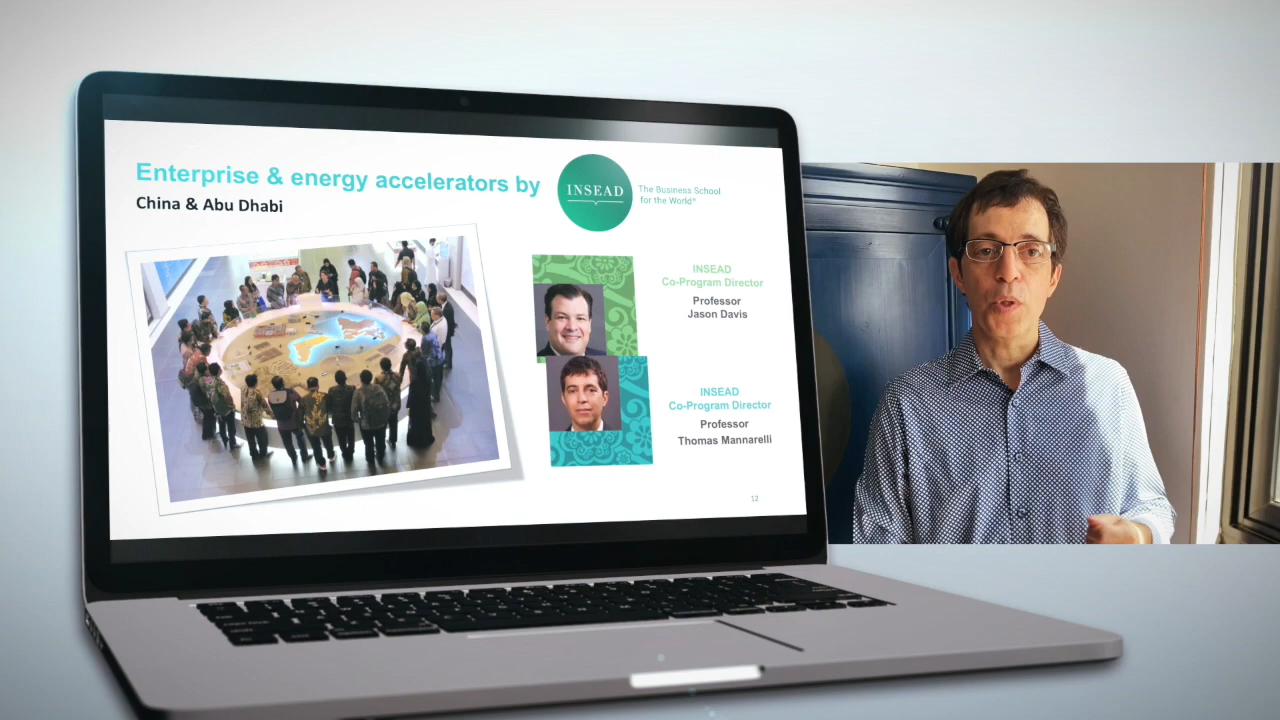 Enterprise & energy accelerators by
China & Abu Dhabi
INSEAD
The Business School
for the World®
INSEAD
Co-Program Director
Professor
Jason Davis
INSEAD
Co-Program Director
Professor
Thomas Mannarelli
12